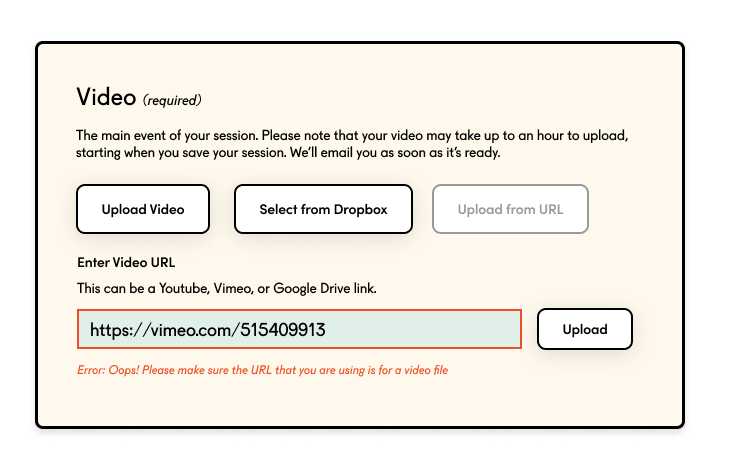 Video (required)
The main event of your session. Please note that your video may take up to an hour to upload,
starting when you save your session. We'll email you as soon as it's ready.
Upload Video Select from Dropbox Upload from URL
Enter Video URL
This can be a Youtube, Vimeo, or Google Drive link.
https://vimeo.com/515409913 Upload
Error: Oops! Please make sure the URL that you are using is for a video file